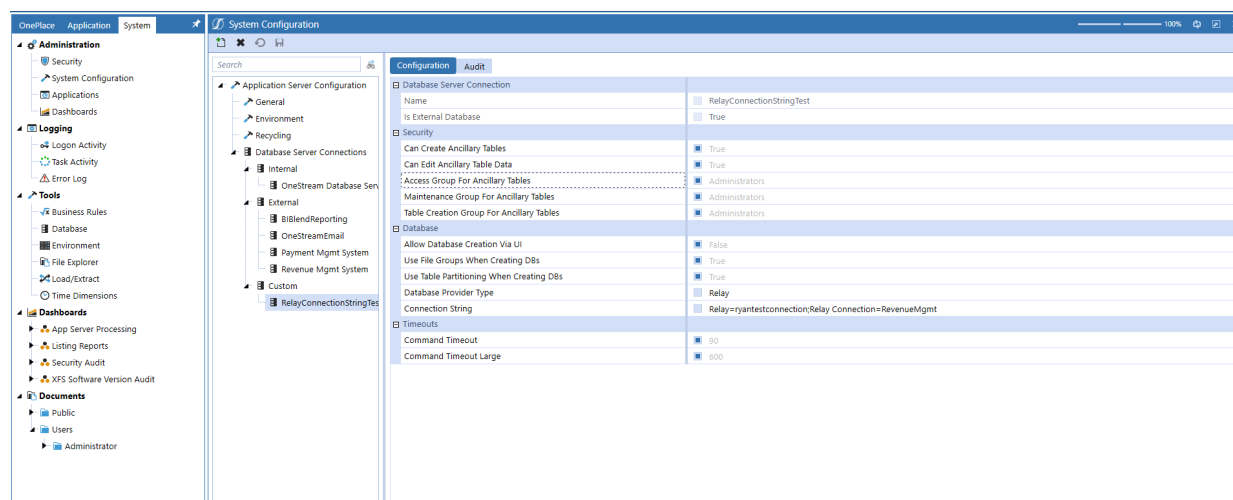 OnePlace Application System
Administration
Security
System Configuration
Applications
Dashboards
Logging
Logon Activity
Task Activity
Error Log
Tools
Business Rules
Database
Environment
File Explorer
Load/Extract
Time Dimensions
Dashboards
App Server Processing
Listing Reports
Security Audit
XFS Software Version Audit
Documents
Public
Users
Administrator
System Configuration
100%
Search
Application Server Configuration
General
Environment
Recycling
Database Server Connections
Internal
OneStream Database Serv
External
BIBlendReporting
OneStreamEmail
Payment Mgmt System
Revenue Mgmt System
Custom
RelayConnectionStringTes
Configuration Audit
Database Server Connection
Name RelayConnectionStringTest
Is External Database True
Security
Can Create Ancillary Tables True
Can Edit Ancillary Table Data True
Access Group For Ancillary Tables Administrators
Maintenance Group For Ancillary Tables Administrators
Table Creation Group For Ancillary Tables Administrators
Database
Allow Database Creation Via UI False
Use File Groups When Creating DBs True
Use Table Partitioning When Creating DBs True
Database Provider Type Relay
Connection String Relay=ryantestconnection;Relay Connection=RevenueMgmt
Timeouts
Command Timeout 90
Command Timeout Large 600